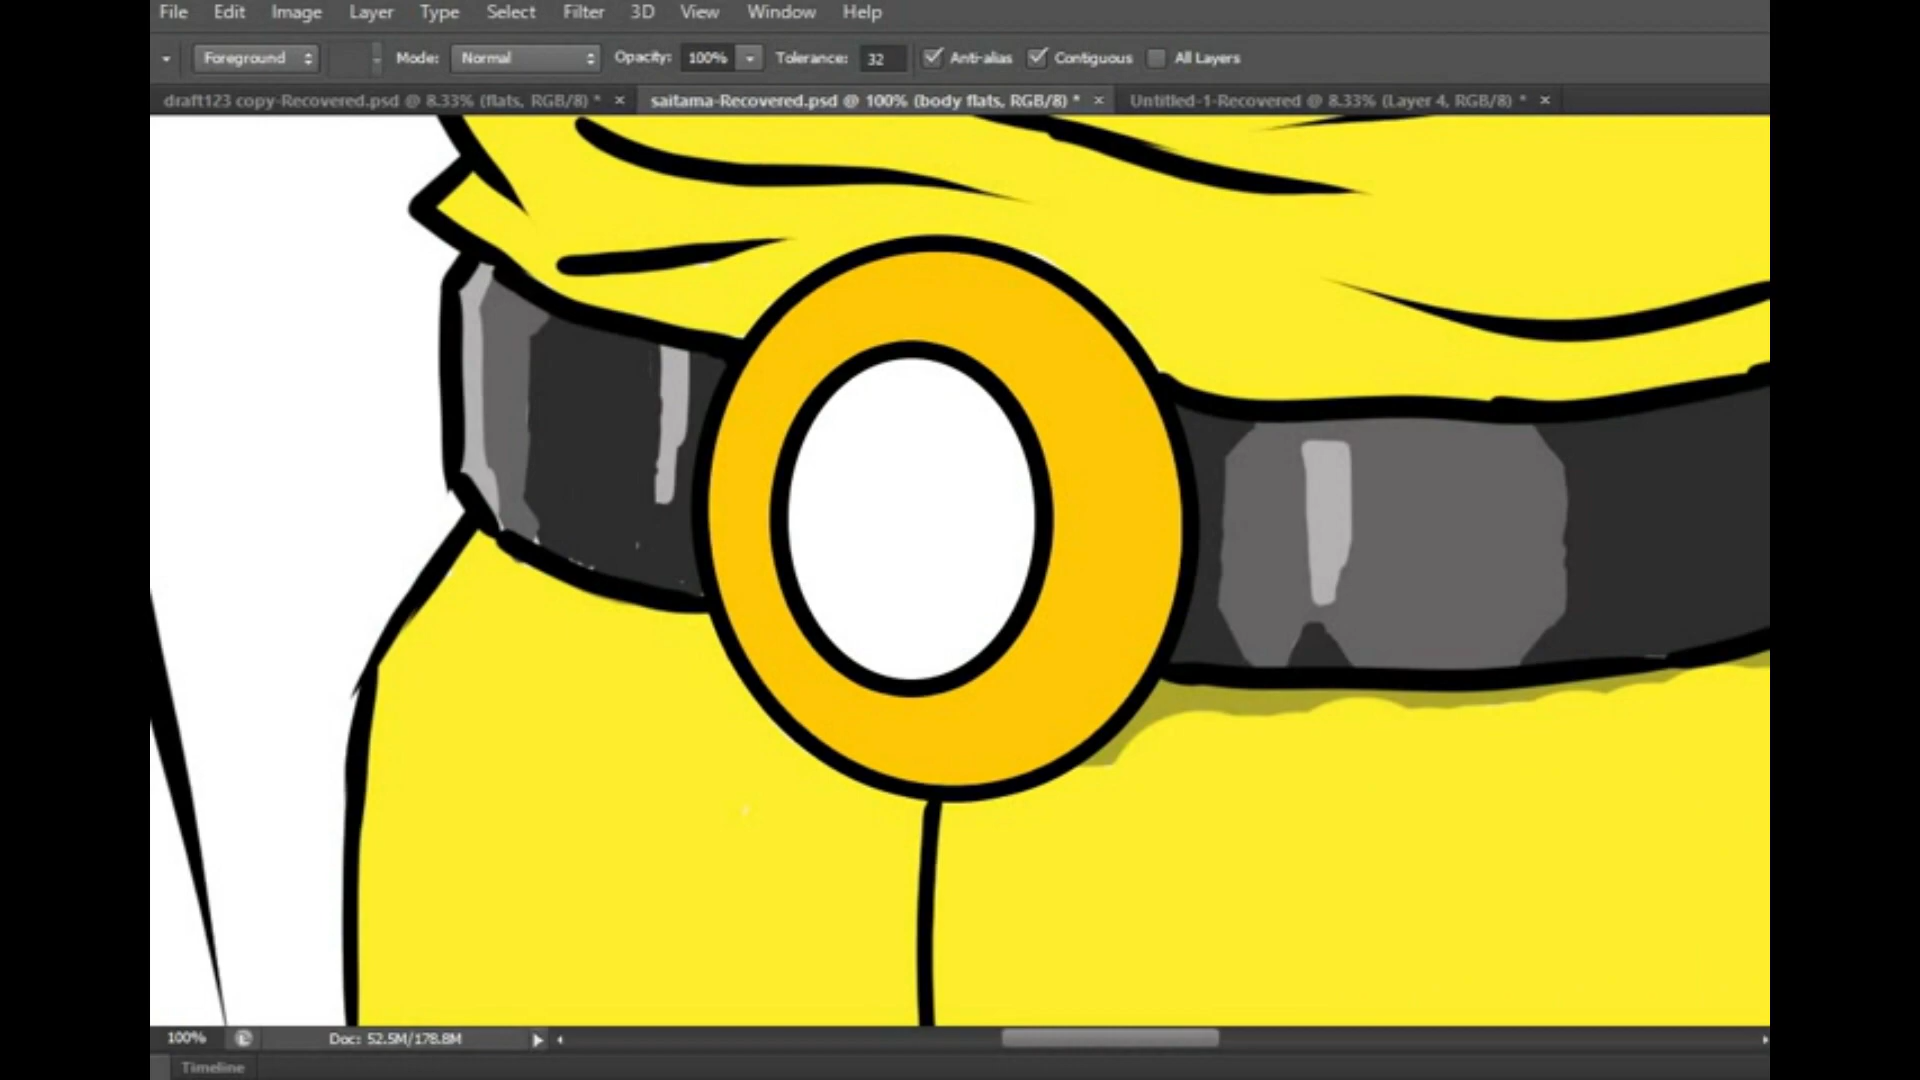 File Edit Image Layer Type Select Filter 3D View Window Help
Foreground Mode: Normal Opacity: 100% Tolerance: 32 Anti-alias Contiguous All Layers
draft123 copy-Recovered.psd @ 8.33% (flats, RGB/8) * × saitama-Recovered.psd @ 100% (body flats, RGB/8) * × Untitled-1-Recovered @ 8.33% (Layer 4, RGB/8) * ×
100% Doc: 52.5M/178.8M
Timeline